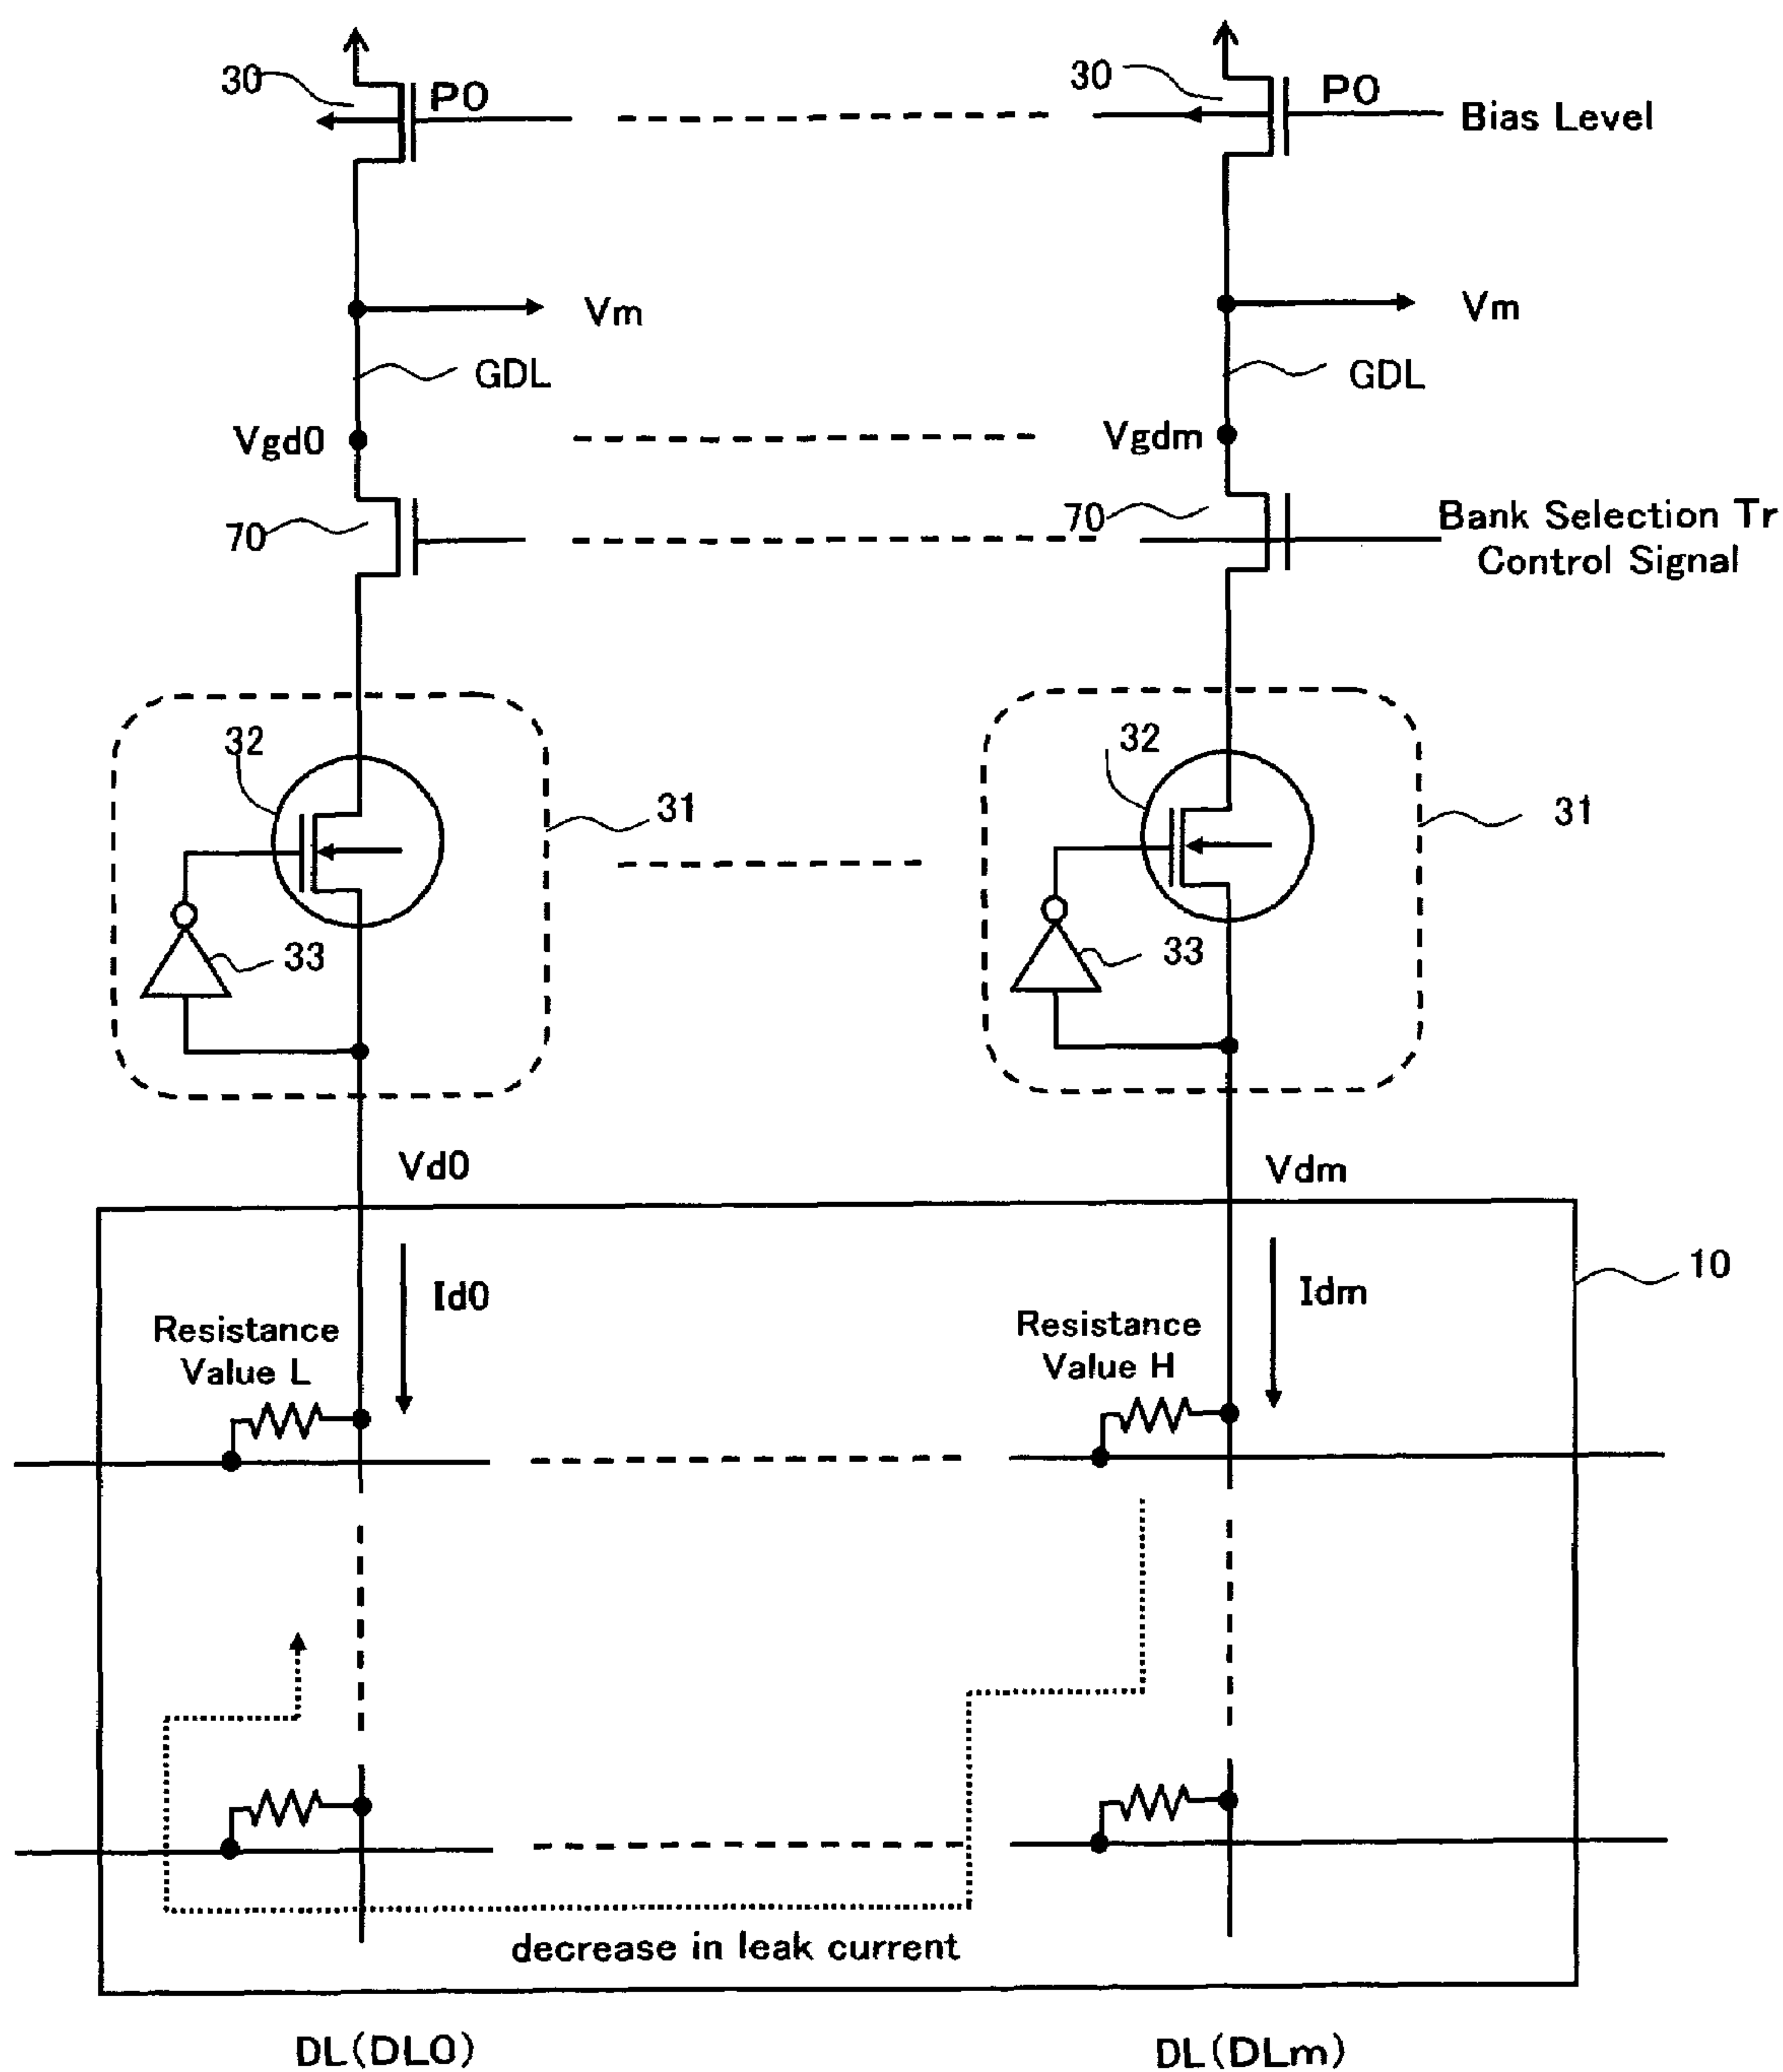 30 P0 30 P0 Bias Level
Vm Vm
GDL GDL
Vgd0 Vgdm
70 70 Bank Selection Tr
Control Signal
32 31 32 31
33 33
Vd0 Vdm
10
Id0 Idm
Resistance
Value L
Resistance
Value H
decrease in leak current
DL(DL0) DL(DLm)